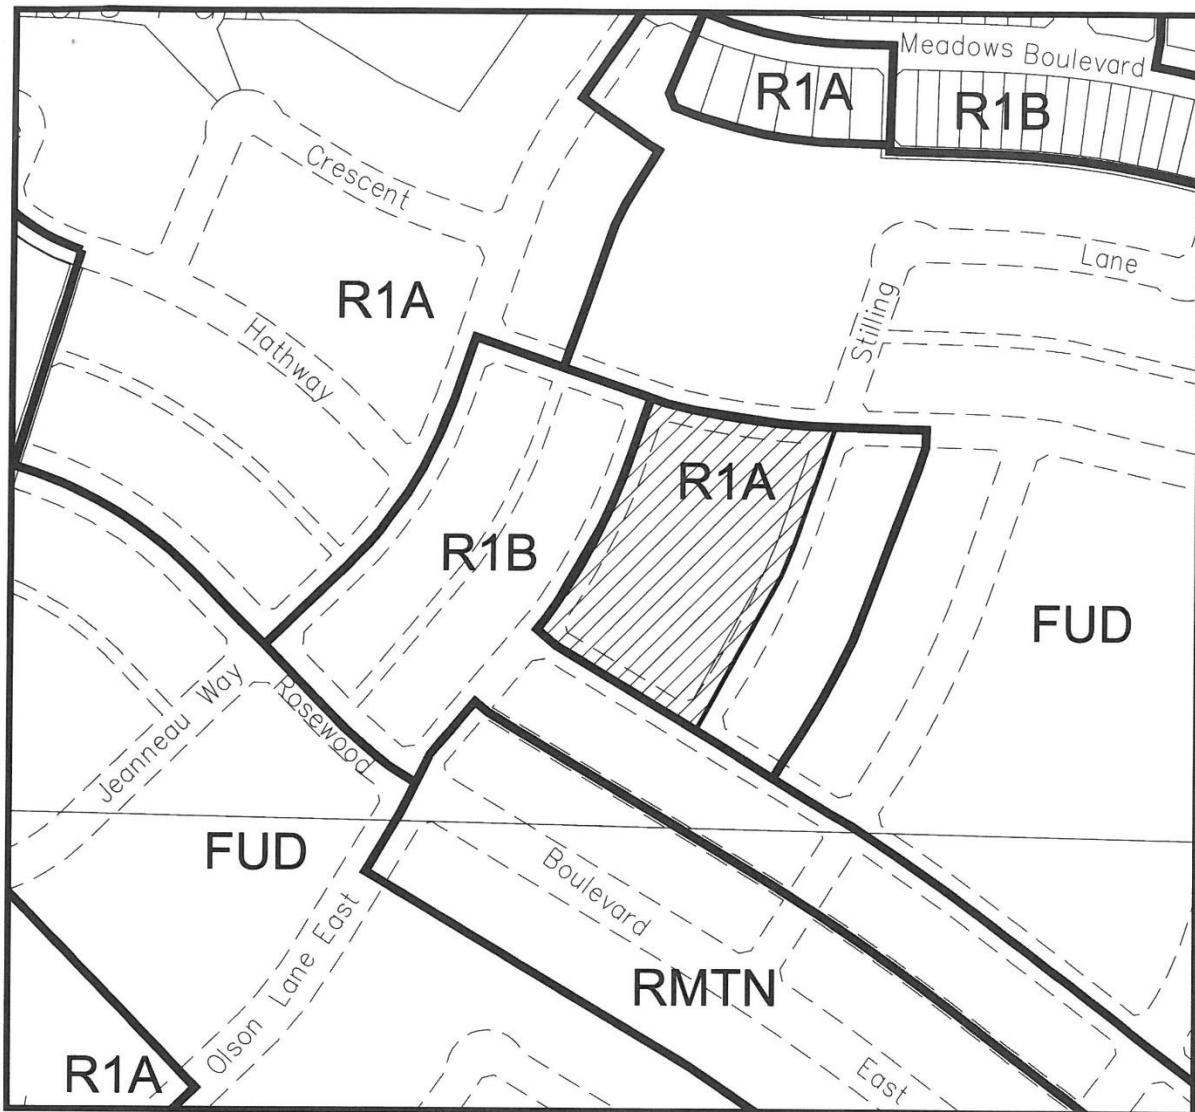 Meadows Boulevard
R1A
R1B
Crescent
Lane
R1A
Stilling
Hathway
R1A
R1B
FUD
Jeanneau Way
Rosewood
FUD
Boulevard
Olson Lane East
RMTN
R1A
East